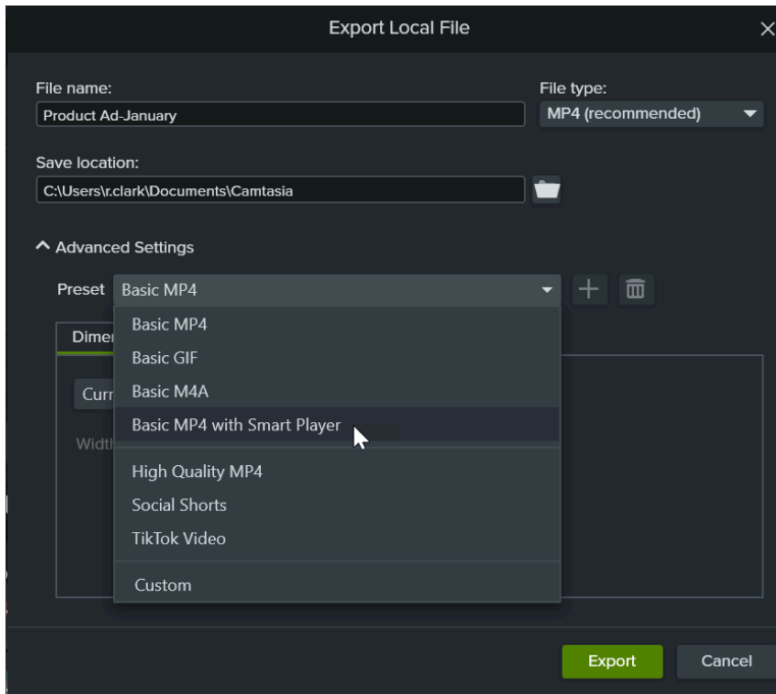 Export Local File
File name:
File type:
Product Ad-January
MP4 (recommended)
Save location:
C:\Users\r.clark\Documents\Camtasia
Advanced Settings
Preset
Basic MP4
Basic MP4
Basic GIF
Basic M4A
Basic MP4 with Smart Player
High Quality MP4
Social Shorts
TikTok Video
Custom
Export
Cancel